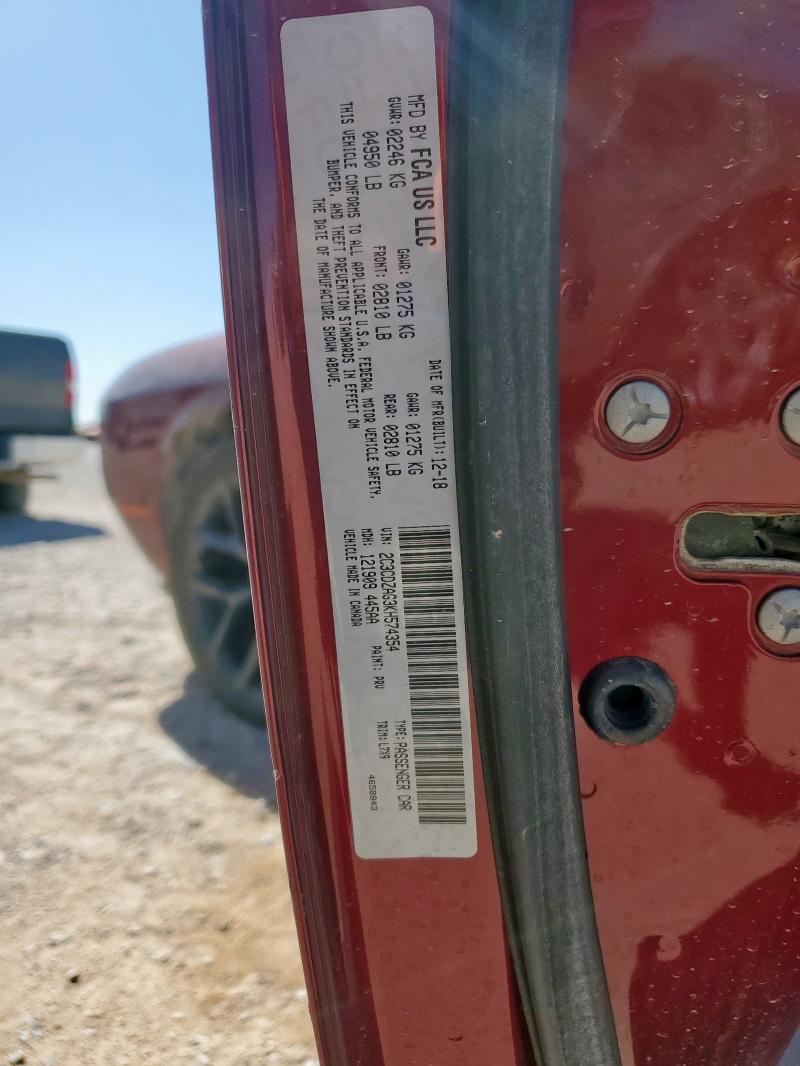 MFD BY FCA US LLC
DATE OF MFR(BUILT): 12-18
GVWR: 02246 KG
04950 LB
GAWR: 01275 KG
FRONT: 02810 LB
GAWR: 01275 KG
REAR: 02810 LB
THIS VEHICLE CONFORMS TO ALL APPLICABLE U.S.A. FEDERAL MOTOR VEHICLE SAFETY,
BUMPER, AND THEFT PREVENTION STANDARDS IN EFFECT ON
THE DATE OF MANUFACTURE SHOWN ABOVE.
VIN: 2C3CDZAG3KH574354
TYPE: PASSENGER CAR
MDH: 121909 445AA
PAINT: PRV
TRIM: L7X9
VEHICLE MADE IN CANADA
4658843